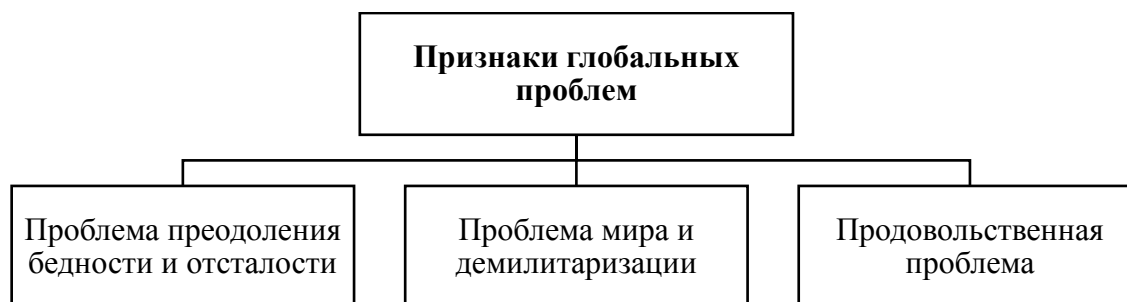 Признаки глобальных
проблем
Проблема преодоления
бедности и отсталости
Проблема мира и
демилитаризации
Продовольственная
проблема